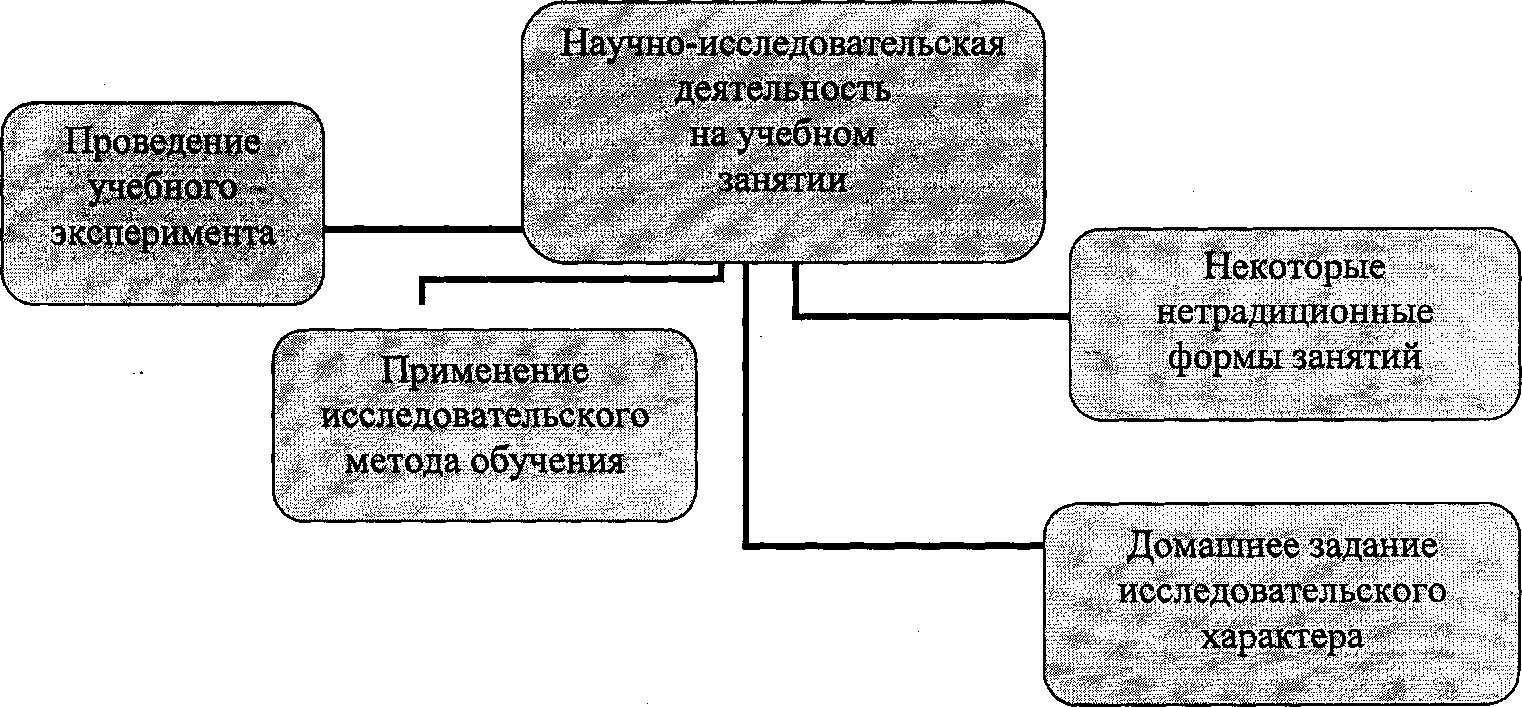 Научно-исследовательская
деятельность
на учебном
занятии
Проведение
учебного –
эксперимента
Применение
исследовательского
метода обучения
Некоторые
нетрадиционные
формы занятий
Домашнее задание
исследовательского
характера